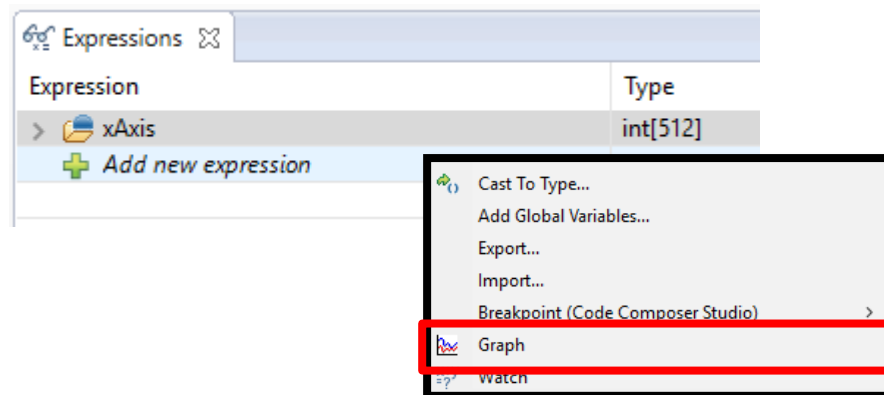 Expressions
Expression Type
xAxis int[512]
Add new expression
Cast To Type...
Add Global Variables...
Export...
Import...
Breakpoint (Code Composer Studio)
Graph
Watch